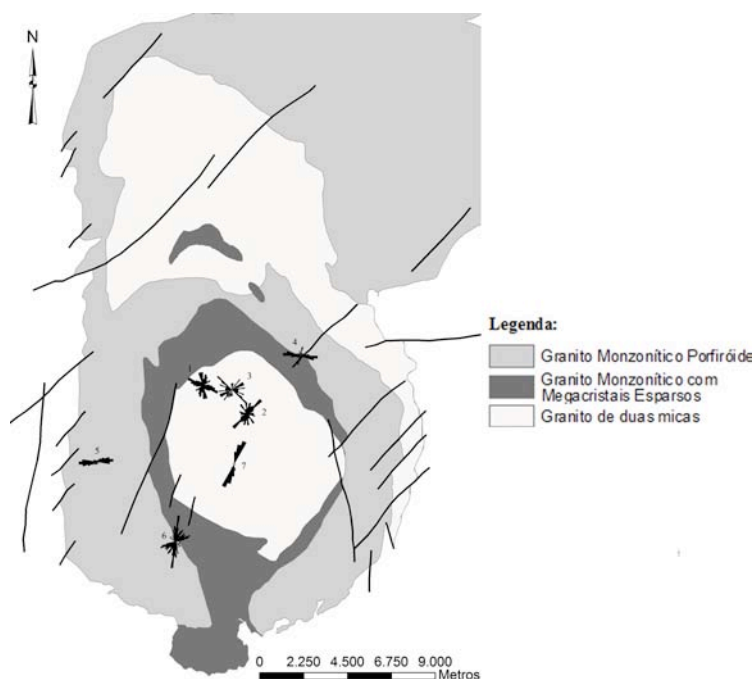 N
4
1
3
2
5
7
6
Legenda:
Granito Monzonítico Porfiróide
Granito Monzonítico com
Megacristais Esparsos
Granito de duas micas
0 2.250 4.500 6.750 9.000
Metros